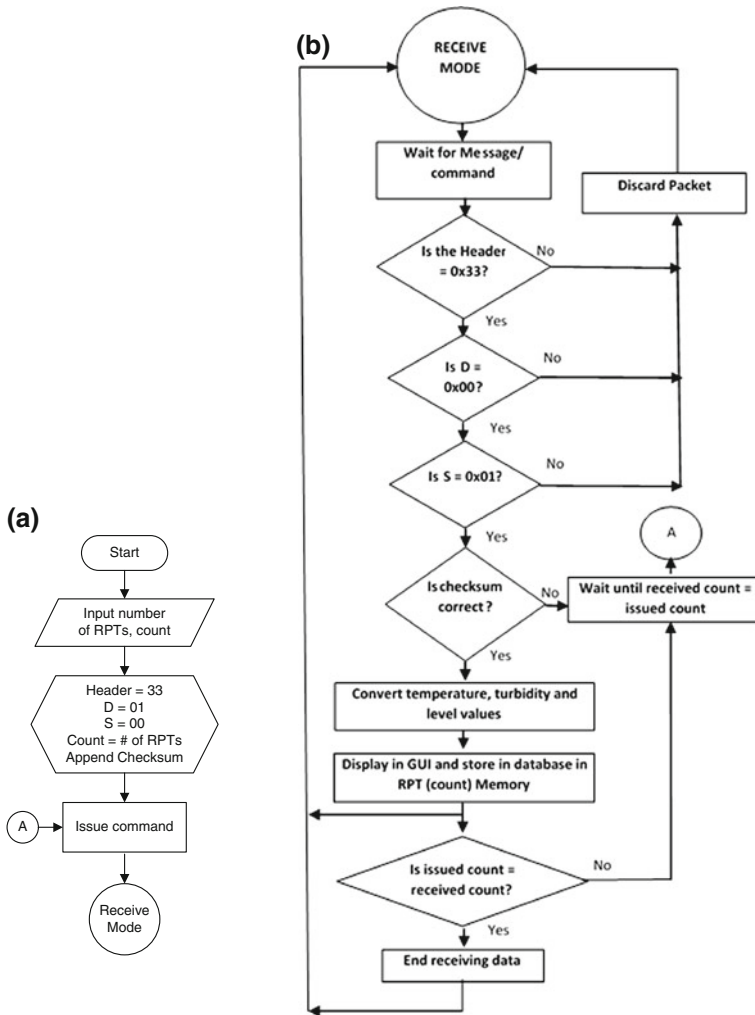 (b)
RECEIVE
MODE
Wait for Message/
command
Discard Packet
Is the Header
= 0x33?
No
Yes
Is D =
0x00?
No
Yes
Is S = 0x01?
No
Yes
A
Is checksum
correct ?
No
Wait until received count =
issued count
Yes
Convert temperature, turbidity and
level values
Display in GUI and store in database in
RPT (count) Memory
Is issued count =
received count?
No
Yes
End receiving data
(a)
Start
Input number
of RPTs, count
Header = 33
D = 01
S = 00
Count = # of RPTs
Append Checksum
A
Issue command
Receive
Mode